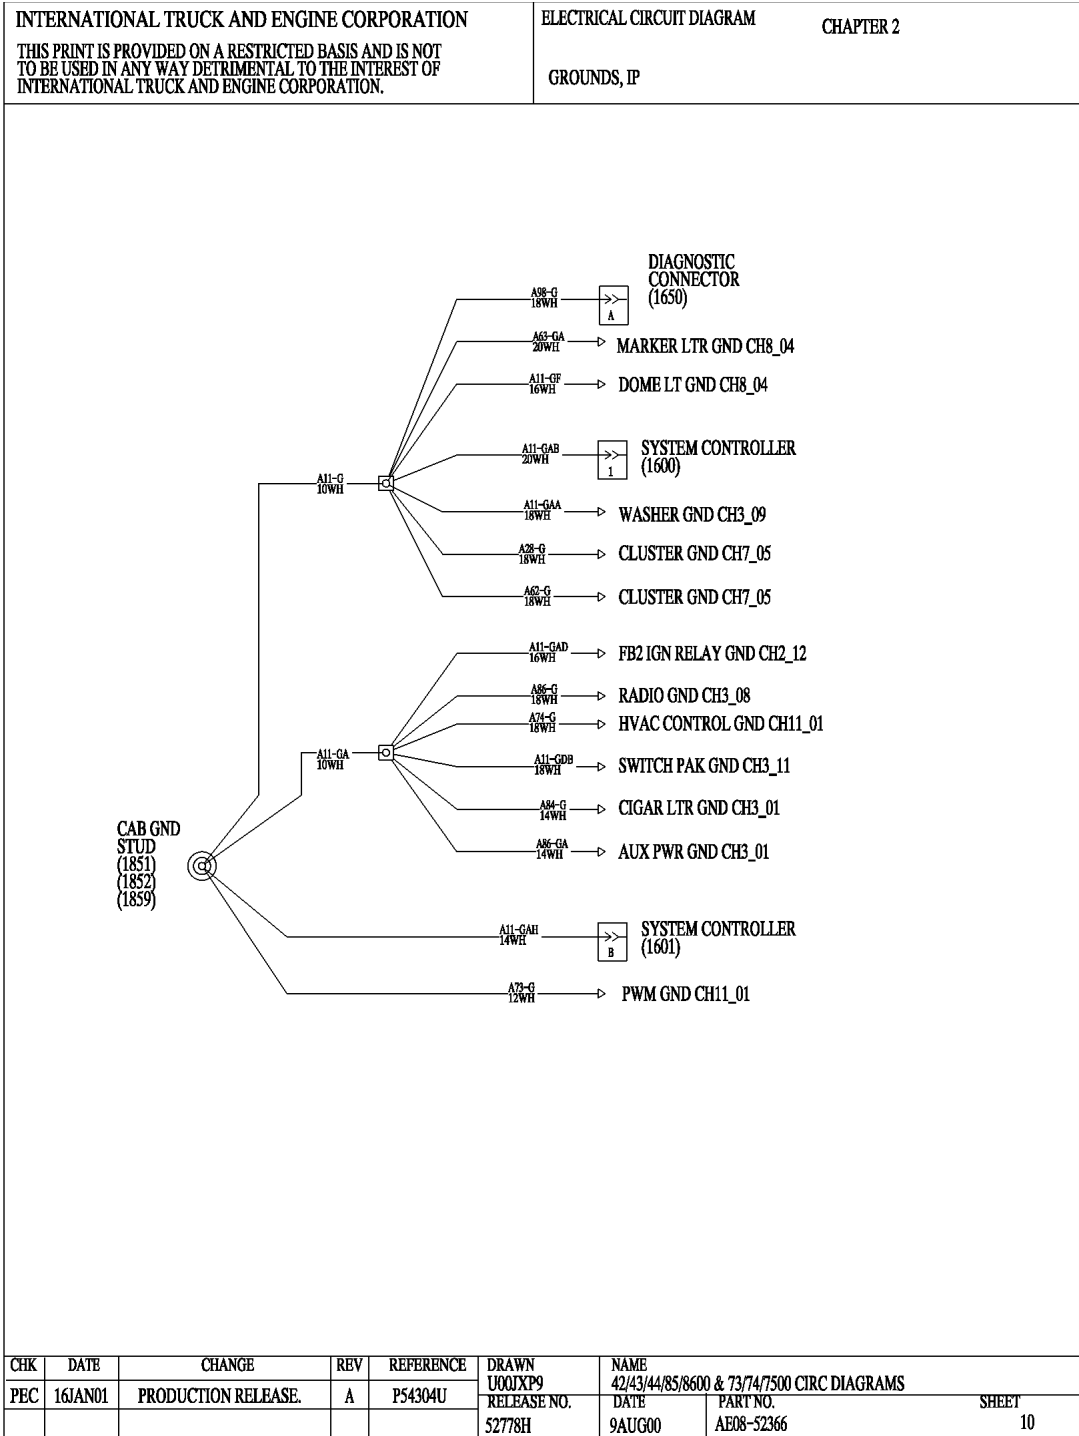 INTERNATIONAL TRUCK AND ENGINE CORPORATION
THIS PRINT IS PROVIDED ON A RESTRICTED BASIS AND IS NOT
TO BE USED IN ANY WAY DETRIMENTAL TO THE INTEREST OF
INTERNATIONAL TRUCK AND ENGINE CORPORATION.
ELECTRICAL CIRCUIT DIAGRAM
CHAPTER 2
GROUNDS, IP
DIAGNOSTIC
CONNECTOR
(1650)
A98-G
18WH
A
A63-GA
20WH
MARKER LTR GND CH8_04
A11-GF
16WH
DOME LT GND CH8_04
A11-GAB
20WH
1
SYSTEM CONTROLLER
(1600)
A11-G
10WH
A11-GAA
18WH
WASHER GND CH3_09
A28-G
18WH
CLUSTER GND CH7_05
A62-G
18WH
CLUSTER GND CH7_05
A11-GAD
16WH
FB2 IGN RELAY GND CH2_12
A86-G
18WH
RADIO GND CH3_08
A74-G
18WH
HVAC CONTROL GND CH11_01
A11-GA
10WH
A11-GDB
18WH
SWITCH PAK GND CH3_11
A84-G
14WH
CIGAR LTR GND CH3_01
A86-GA
14WH
AUX PWR GND CH3_01
CAB GND
STUD
(1851)
(1852)
(1859)
A11-GAH
14WH
B
SYSTEM CONTROLLER
(1601)
A73-G
12WH
PWM GND CH11_01
CHK DATE CHANGE REV REFERENCE
PEC 16JAN01 PRODUCTION RELEASE. A P54304U
DRAWN
U00JXP9
NAME
42/43/44/85/8600 & 73/74/7500 CIRC DIAGRAMS
RELEASE NO.
52778H
DATE
9AUG00
PART NO.
AE08-52366
SHEET
10